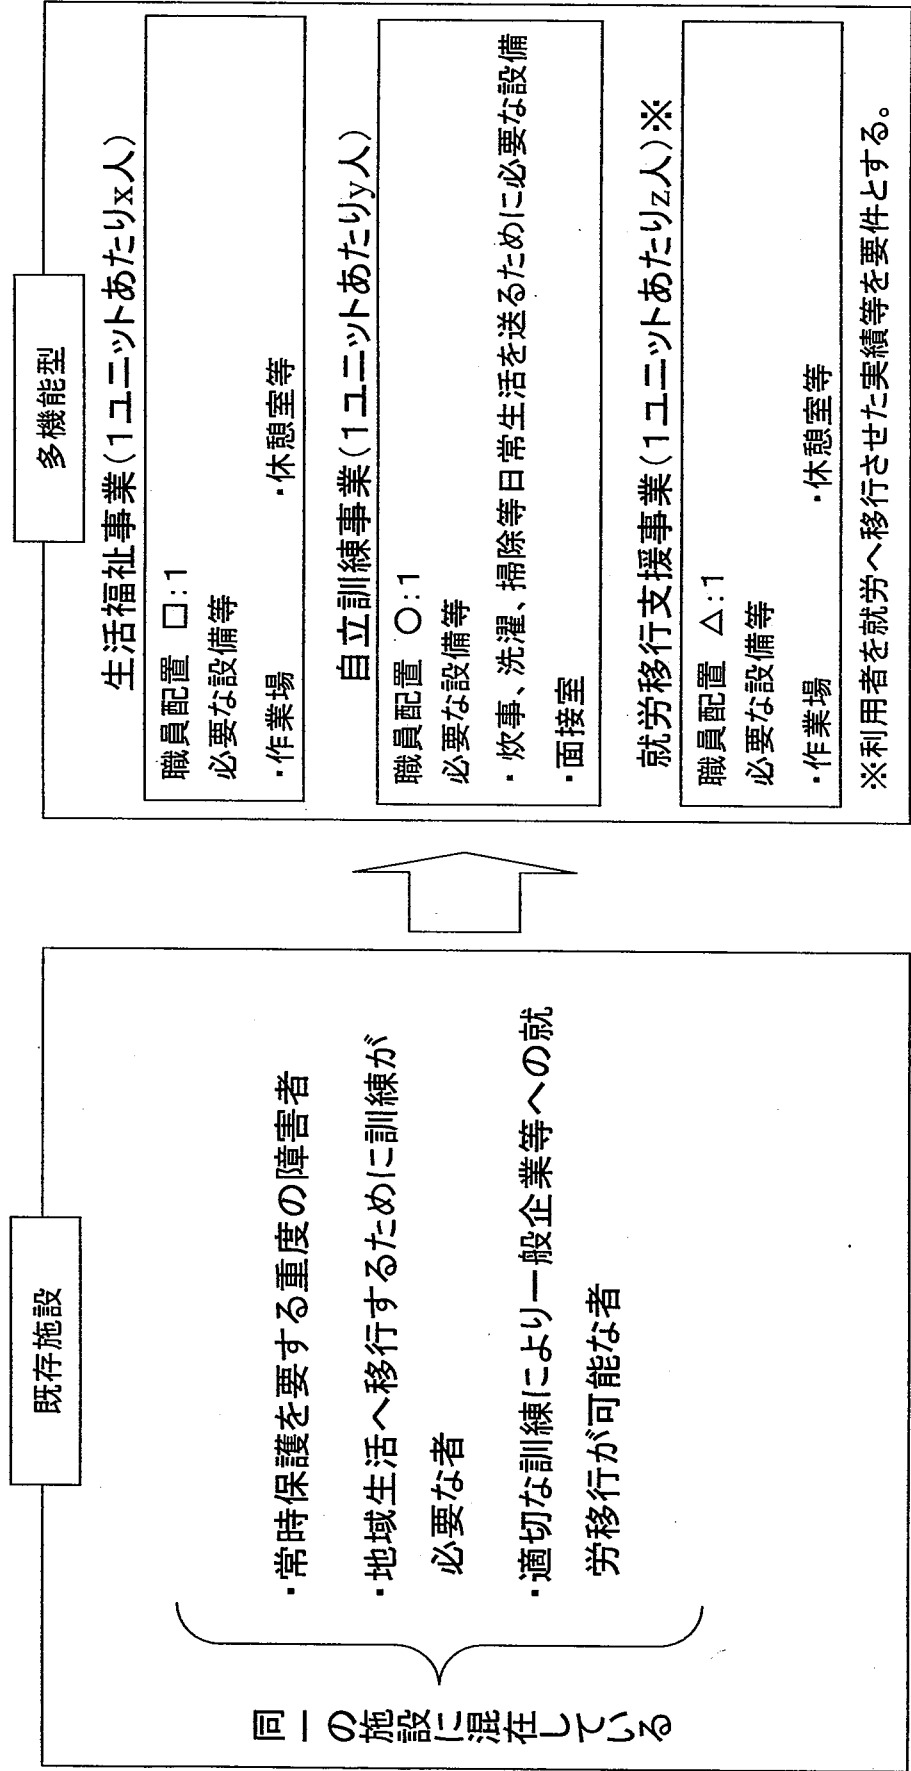 既存施設
同一の施設に混在している
・常時保護を要する重度の障害者
・地域生活へ移行するために訓練が
必要な者
・適切な訓練により一般企業等への就
労移行が可能な者
多機能型
生活福祉事業(1ユニットあたりx人)
職員配置 □:1
必要な設備等
・作業場 ・休憩室等
自立訓練事業(1ユニットあたりy人)
職員配置 ○:1
必要な設備等
・炊事、洗濯、掃除等日常生活を送るために必要な設備
・面接室
就労移行支援事業(1ユニットあたりz人)※
職員配置 △:1
必要な設備等
・作業場 ・休憩室等
※利用者を就労へ移行させた実績等を要件とする。